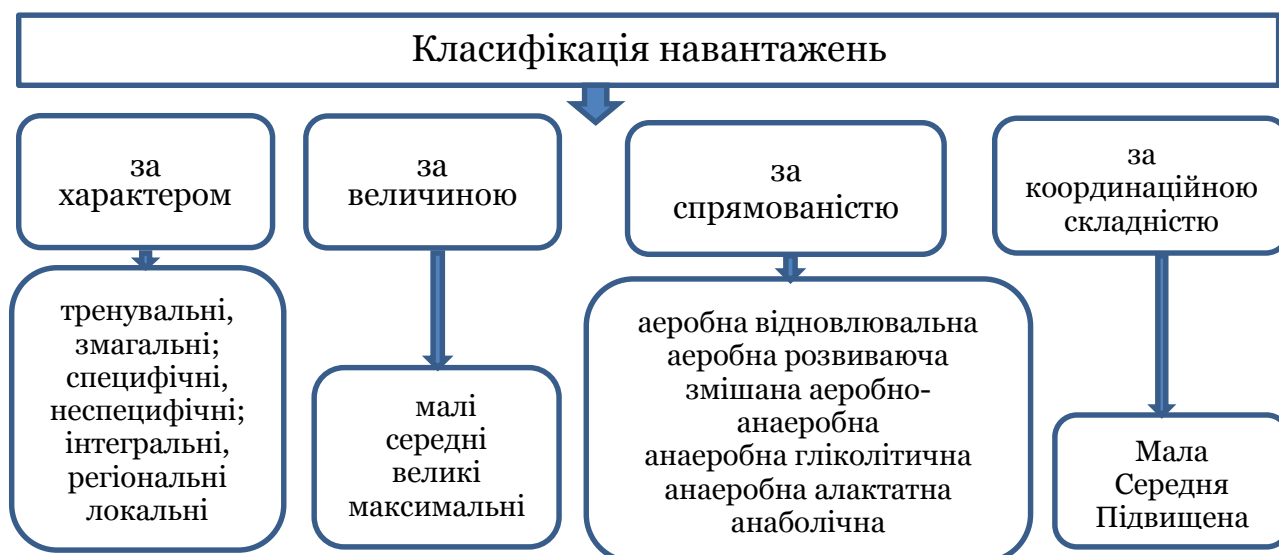 Класифікація навантажень
за
характером
за
величиною
за
спрямованістю
за
координаційною
складністю
тренувальні,
змагальні;
специфічні,
неспецифічні;
інтегральні,
регіональні
локальні
малі
середні
великі
максимальні
аеробна відновлювальна
аеробна розвиваюча
змішана аеробно-
анаеробна
анаеробна гліколітична
анаеробна алактатна
анаболічна
Мала
Середня
Підвищена